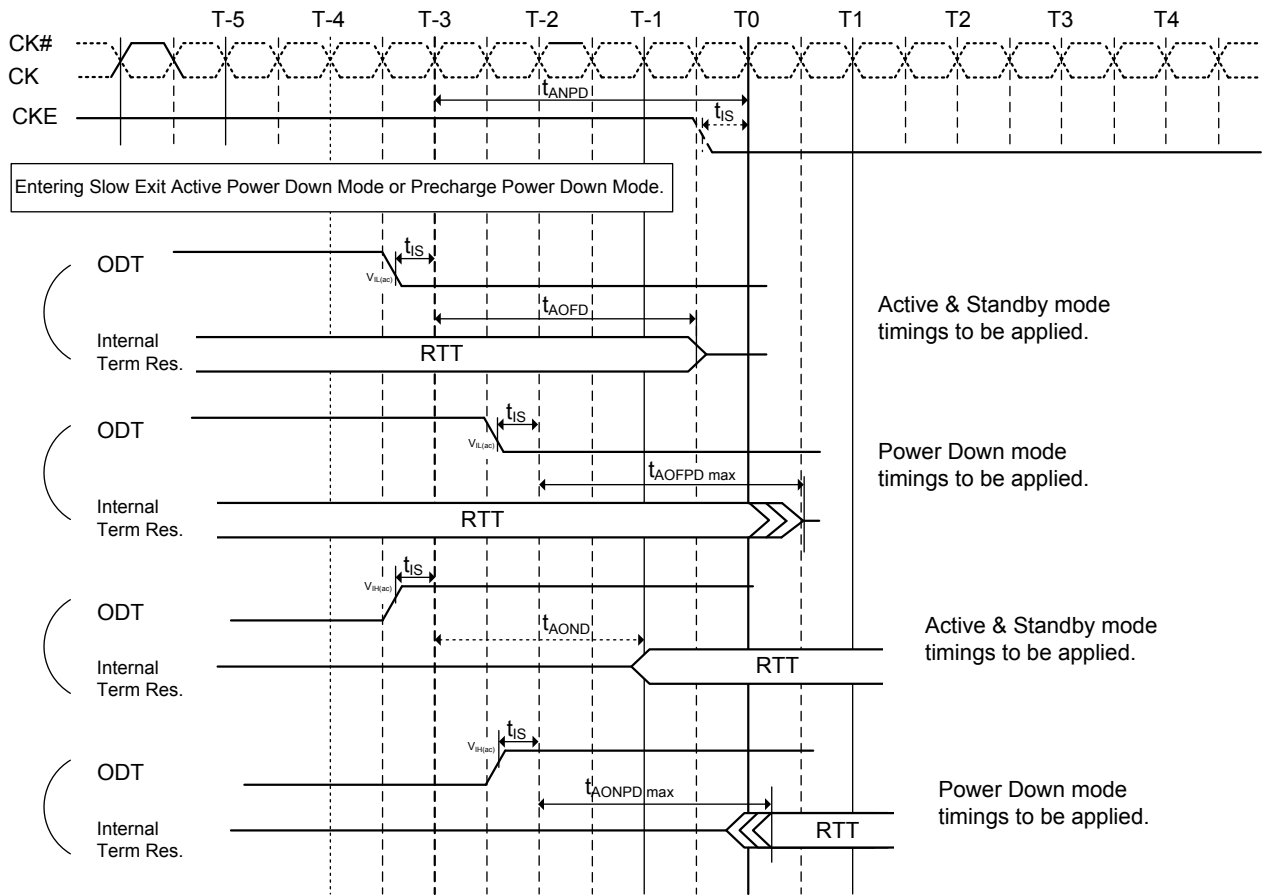 T-5 T-4 T-3 T-2 T-1 T0 T1 T2 T3 T4
CK#
CK
tANPD
CKE
tIS
Entering Slow Exit Active Power Down Mode or Precharge Power Down Mode.
ODT
tIS
VIL(ac)
tAOFD
Internal
Term Res.
RTT
Active & Standby mode
timings to be applied.
ODT
tIS
VIL(ac)
tAOFPD max
Internal
Term Res.
RTT
Power Down mode
timings to be applied.
ODT
tIS
VIH(ac)
tAOND
Internal
Term Res.
RTT
Active & Standby mode
timings to be applied.
ODT
tIS
VIH(ac)
tAONPD max
Internal
Term Res.
RTT
Power Down mode
timings to be applied.